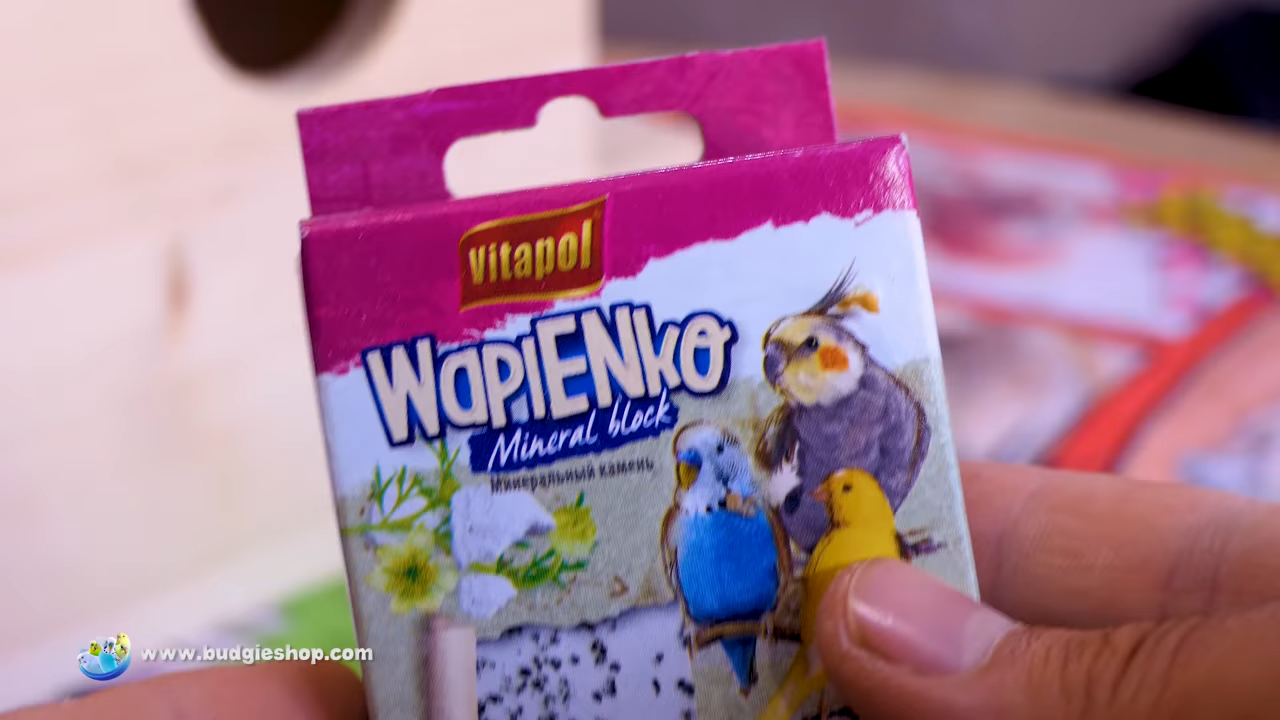 Vitapol
WapIENko
Mineral block
Минеральный камень
www.budgieshop.com